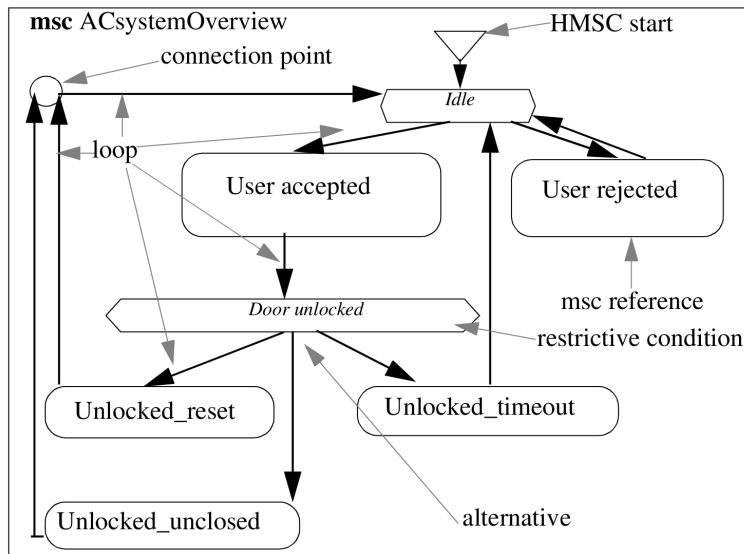 msc ACsystemOverview
HMSC start
connection point
Idle
loop
User accepted
User rejected
msc reference
Door unlocked
restrictive condition
Unlocked_reset
Unlocked_timeout
Unlocked_unclosed
alternative